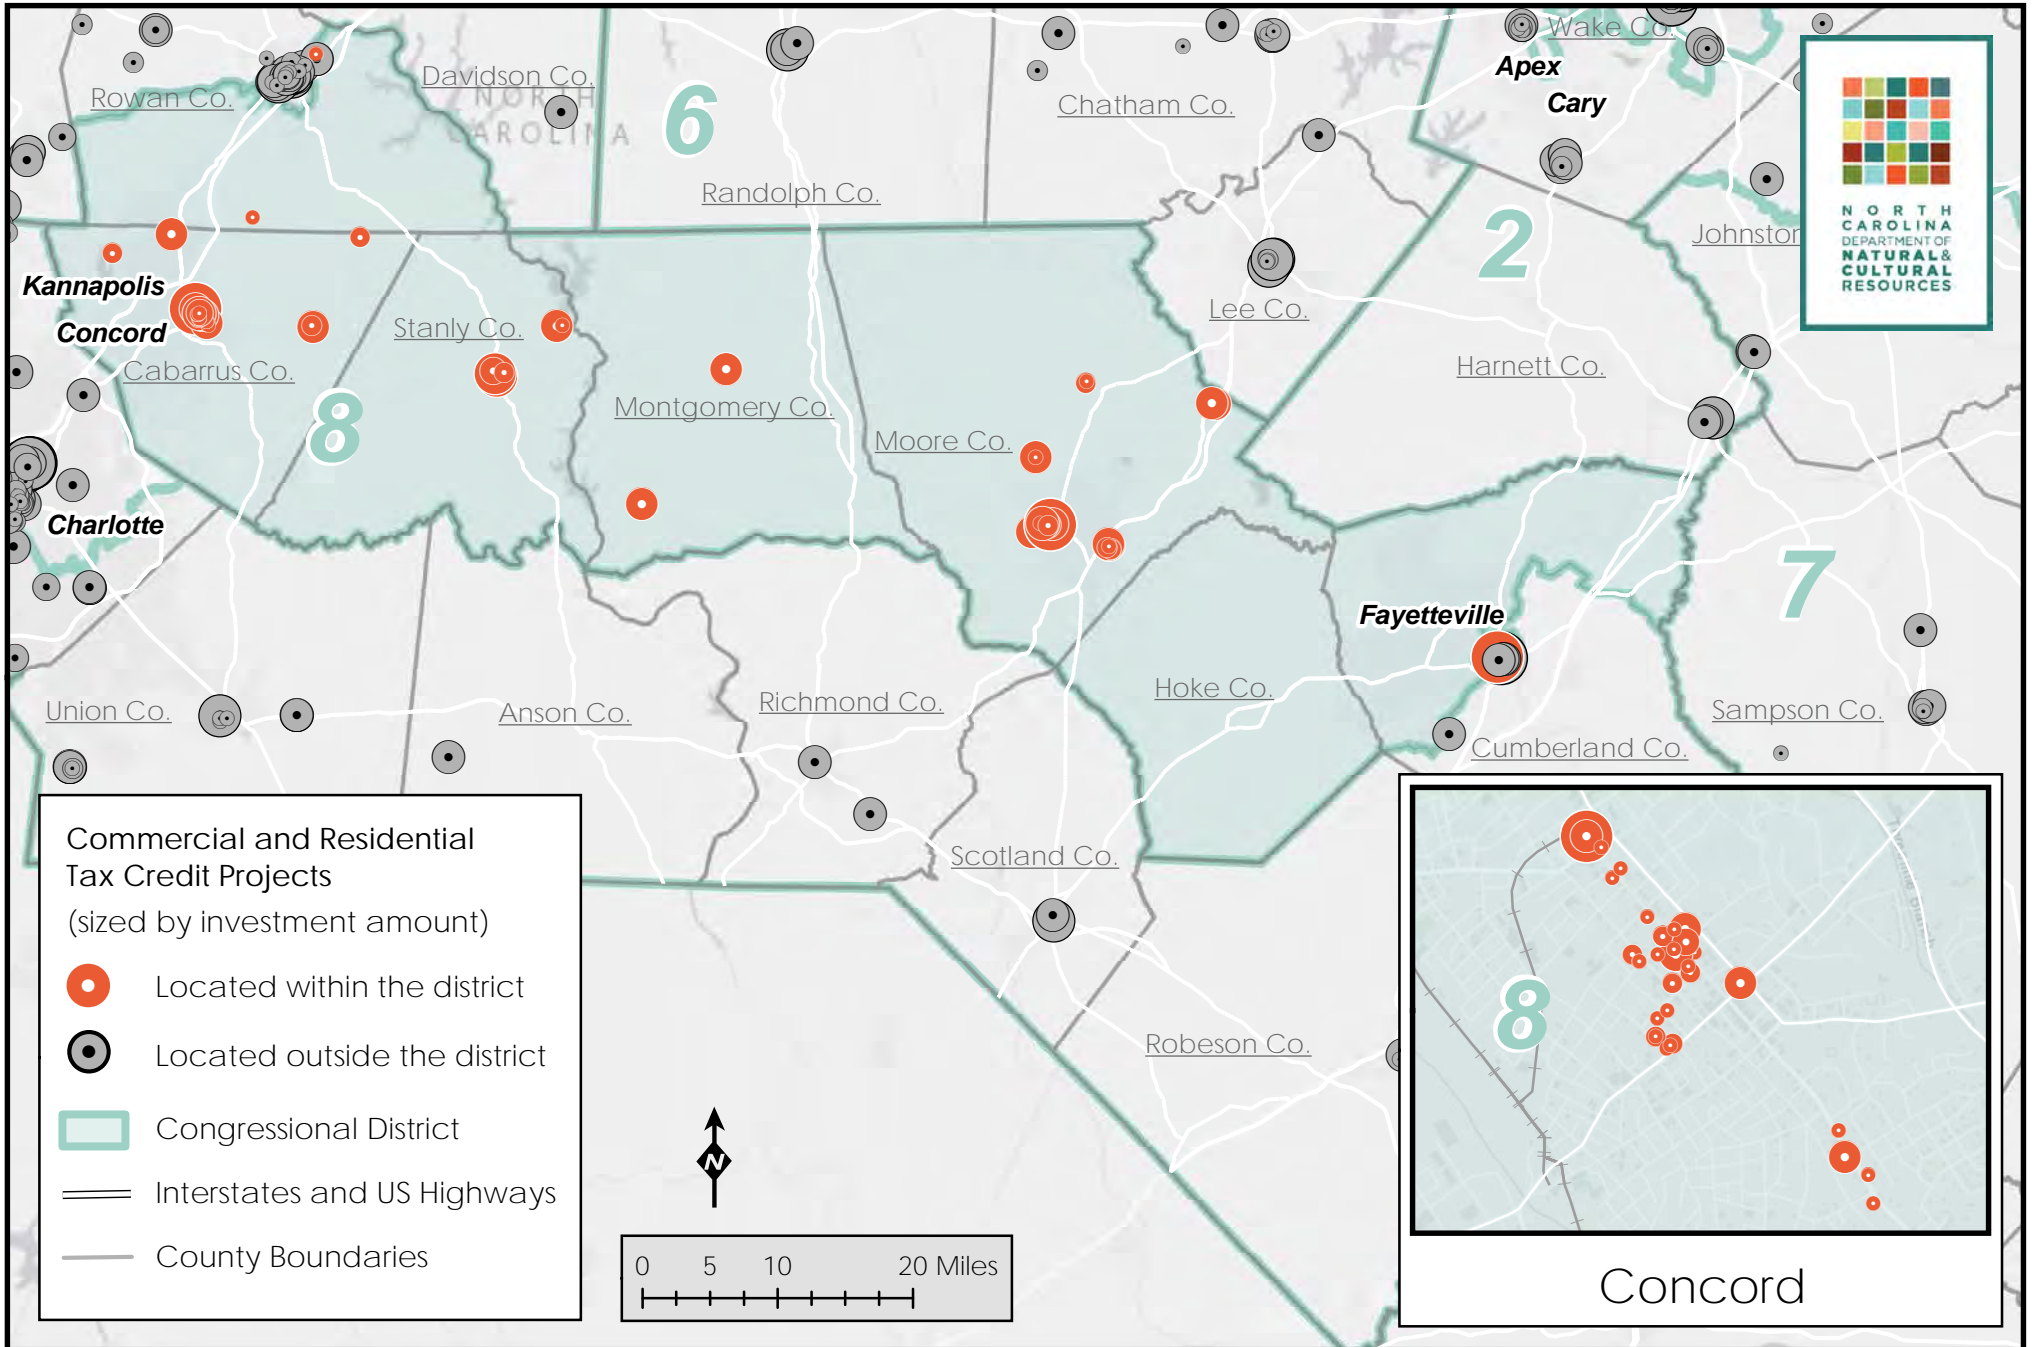 Wake Co.
Apex
Cary
Rowan Co.
Davidson Co.
NORTH
CAROLINA
6
Chatham Co.
Randolph Co.
2
NORTH
CAROLINA
DEPARTMENT OF
NATURAL &
CULTURAL
RESOURCES
Kannapolis
Concord
Cabarrus Co.
Stanly Co.
8
Montgomery Co.
Moore Co.
Lee Co.
Harnett Co.
Charlotte
7
Fayetteville
Union Co.
Anson Co.
Richmond Co.
Hoke Co.
Sampson Co.
Cumberland Co.
Scotland Co.
Robeson Co.
Commercial and Residential
Tax Credit Projects
(sized by investment amount)
Located within the district
Located outside the district
Congressional District
Interstates and US Highways
County Boundaries
N
0 5 10 20 Miles
8
Concord